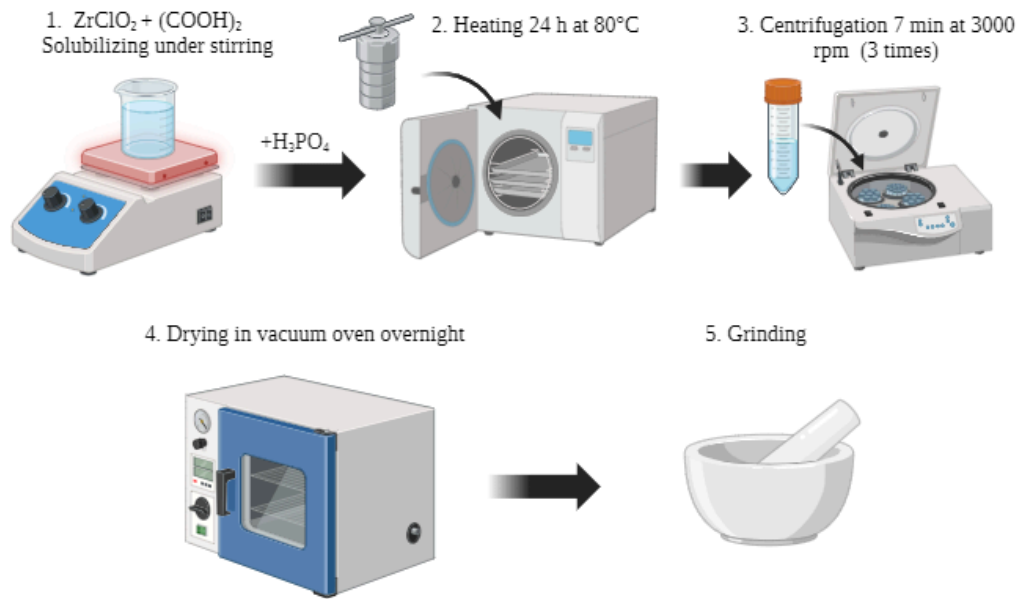 1. ZrClO₂ + (COOH)₂
Solubilizing under stirring
+H₃PO₄
2. Heating 24 h at 80°C
3. Centrifugation 7 min at 3000
rpm (3 times)
4. Drying in vacuum oven overnight
5. Grinding